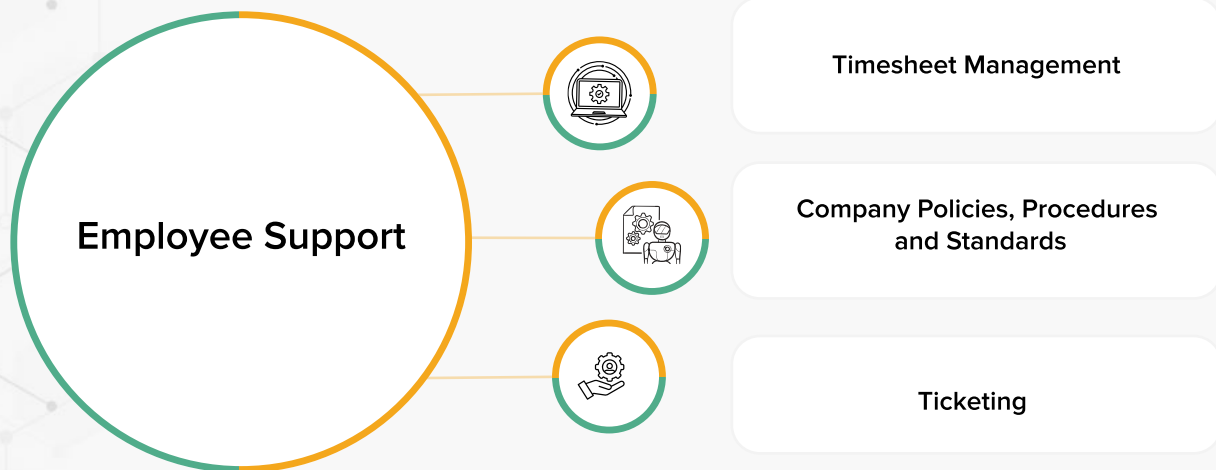 Employee Support
Timesheet Management
Company Policies, Procedures
and Standards
Ticketing